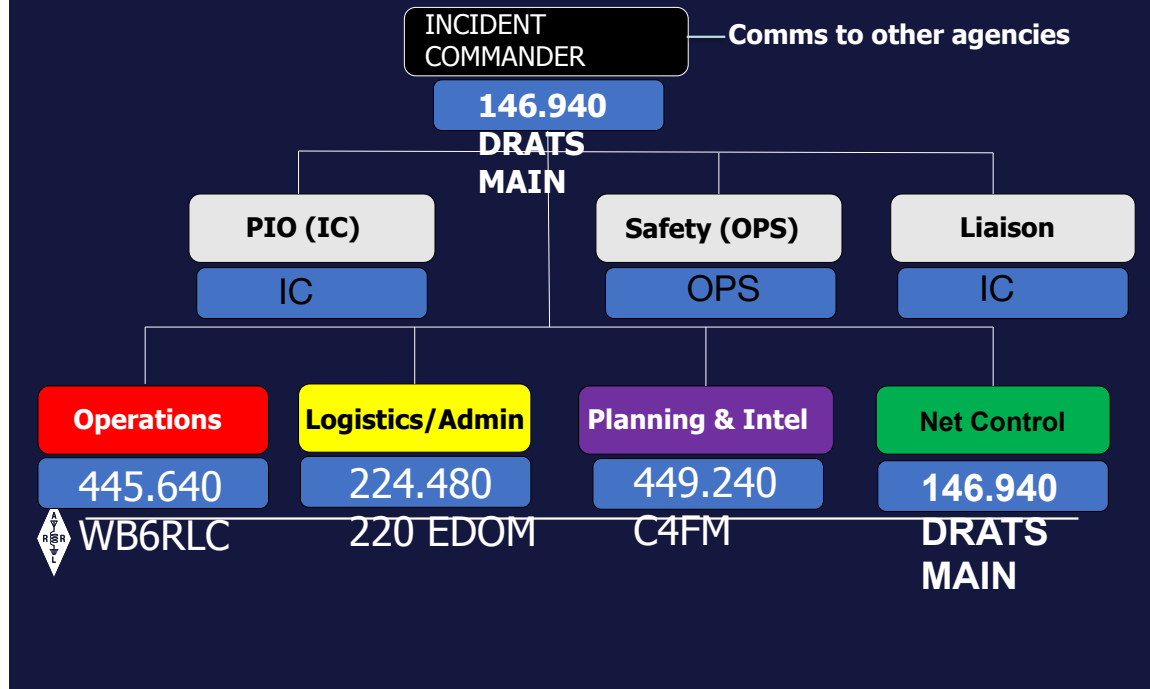 INCIDENT
COMMANDER
Comms to other agencies
146.940
DRATS
MAIN
PIO (IC)
Safety (OPS)
Liaison
IC
OPS
IC
Operations
Logistics/Admin
Planning & Intel
Net Control
445.640
224.480
449.240
146.940
WB6RLC
220 EDOM
C4FM
DRATS
MAIN
A
R R
L